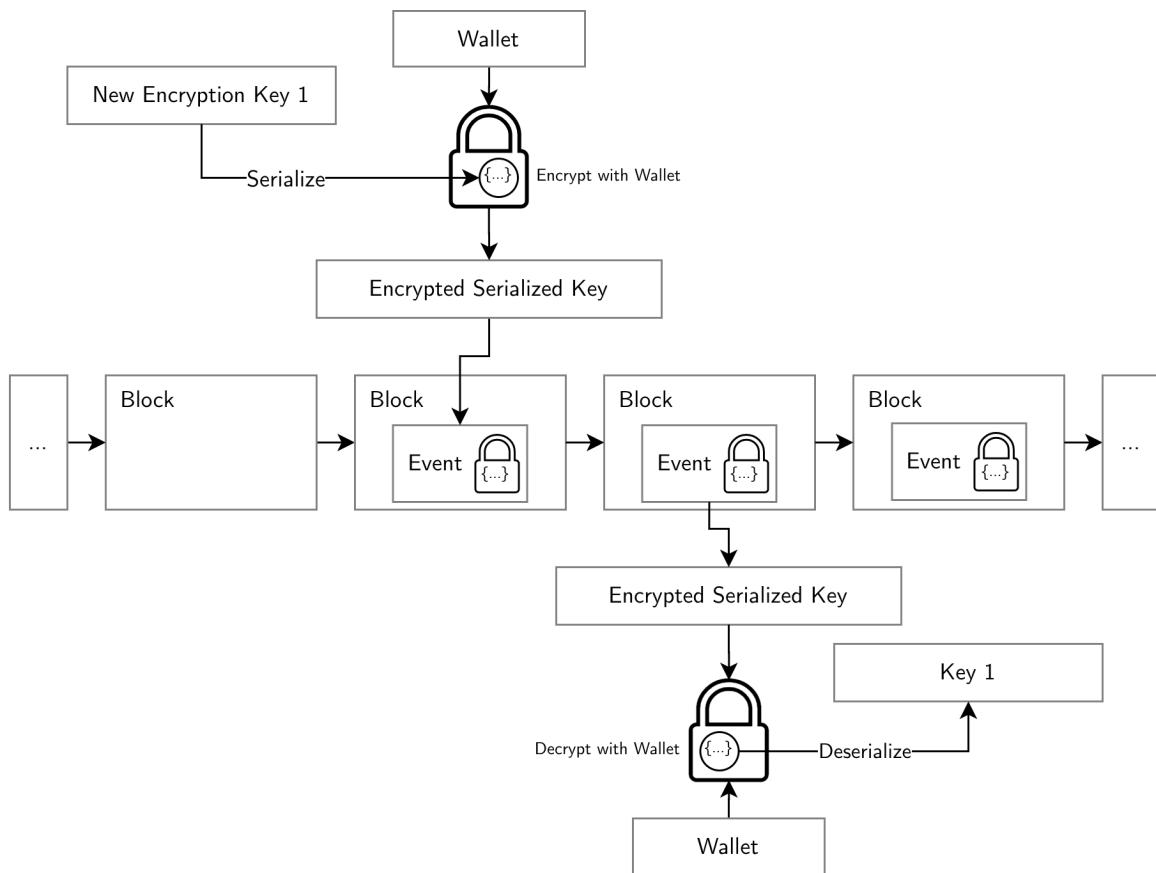 Wallet
New Encryption Key 1
Serialize
{...}
Encrypt with Wallet
Encrypted Serialized Key
...
Block
Block
Block
Block
...
Event
{...}
Event
{...}
Event
{...}
Encrypted Serialized Key
Key 1
Decrypt with Wallet
{...}
Deserialize
Wallet